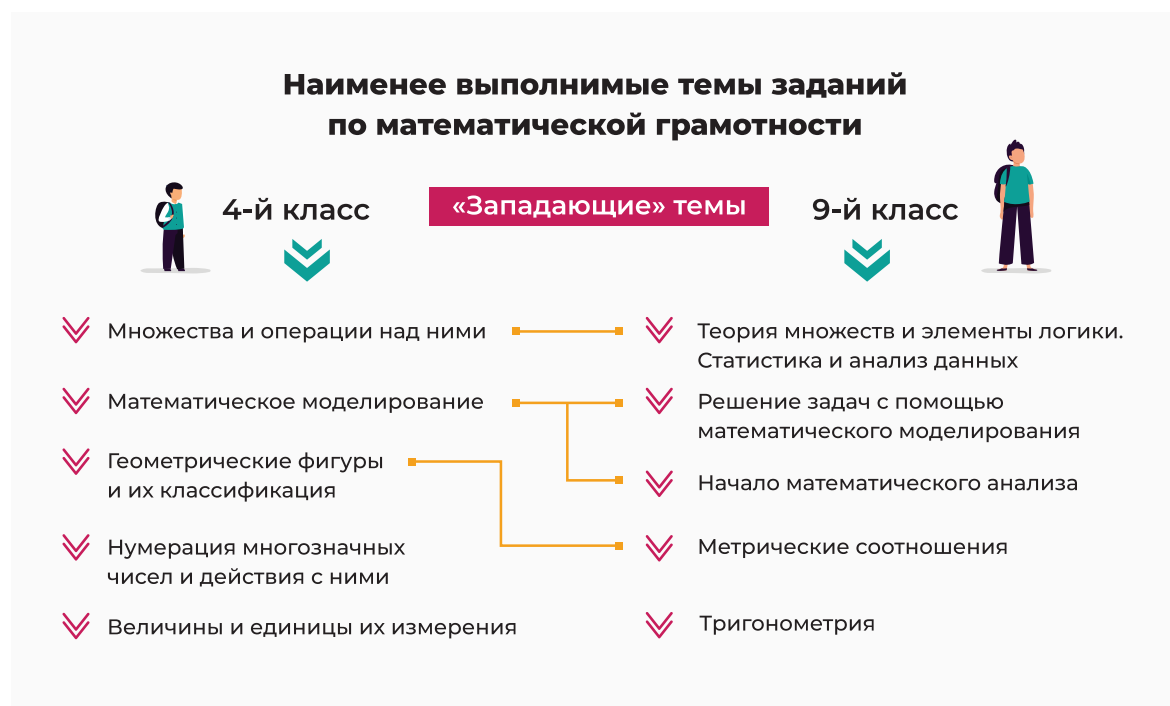 Наименее выполнимые темы заданий
по математической грамотности
4-й класс
«Западающие» темы
9-й класс
Множества и операции над ними
Математическое моделирование
Геометрические фигуры
и их классификация
Нумерация многозначных
чисел и действия с ними
Величины и единицы их измерения
Теория множеств и элементы логики.
Статистика и анализ данных
Решение задач с помощью
математического моделирования
Начало математического анализа
Метрические соотношения
Тригонометрия